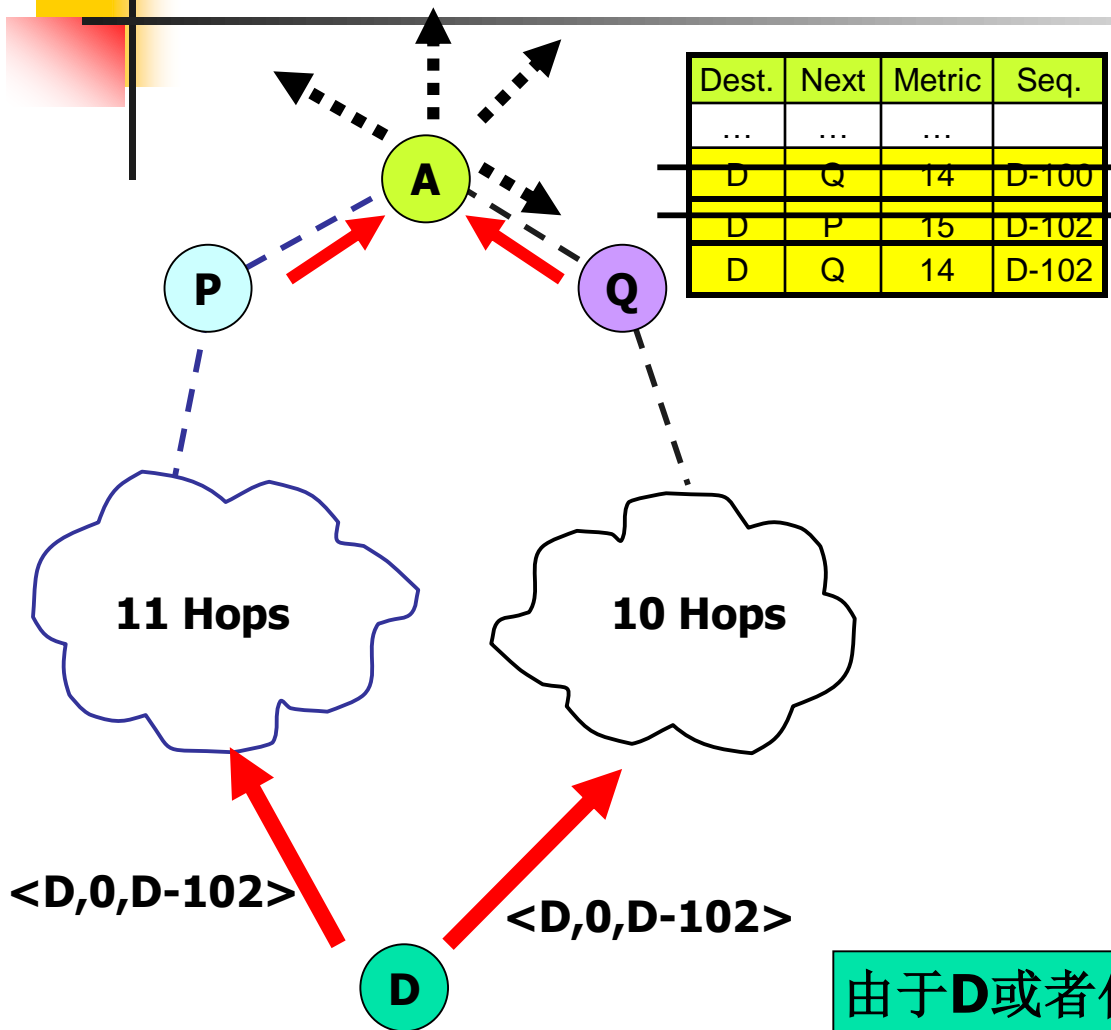 Dest. Next Metric Seq.
… … …
D Q 14 D-100
D P 15 D-102
D Q 14 D-102
A
P
Q
11 Hops
10 Hops
<D,0,D-102>
<D,0,D-102>
D
由于D或者